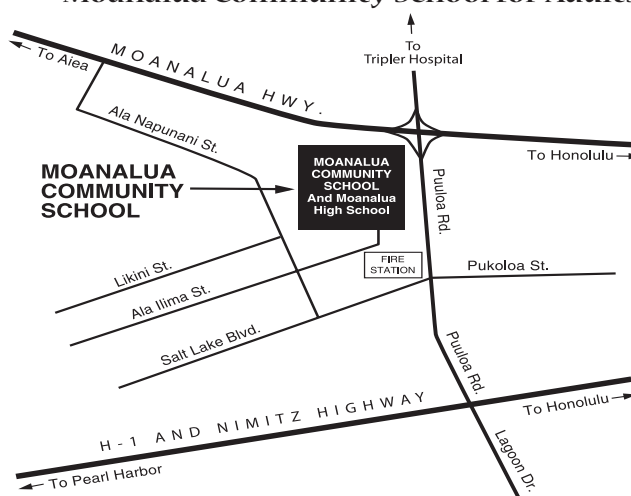 Moanalua Community School for Adults
To
Tripler Hospital
To Aiea
MOANALUA HWY.
Ala Napunani St.
To Honolulu
MOANALUA
COMMUNITY
SCHOOL
MOANALUA
COMMUNITY
SCHOOL
And Moanalua
High School
Puuloa Rd.
FIRE
STATION
Pukoloa St.
Likini St.
Ala Ilima St.
Salt Lake Blvd.
Puuloa Rd.
H-1 AND NIMITZ HIGHWAY
To Honolulu
To Pearl Harbor
Lagoon Dr.